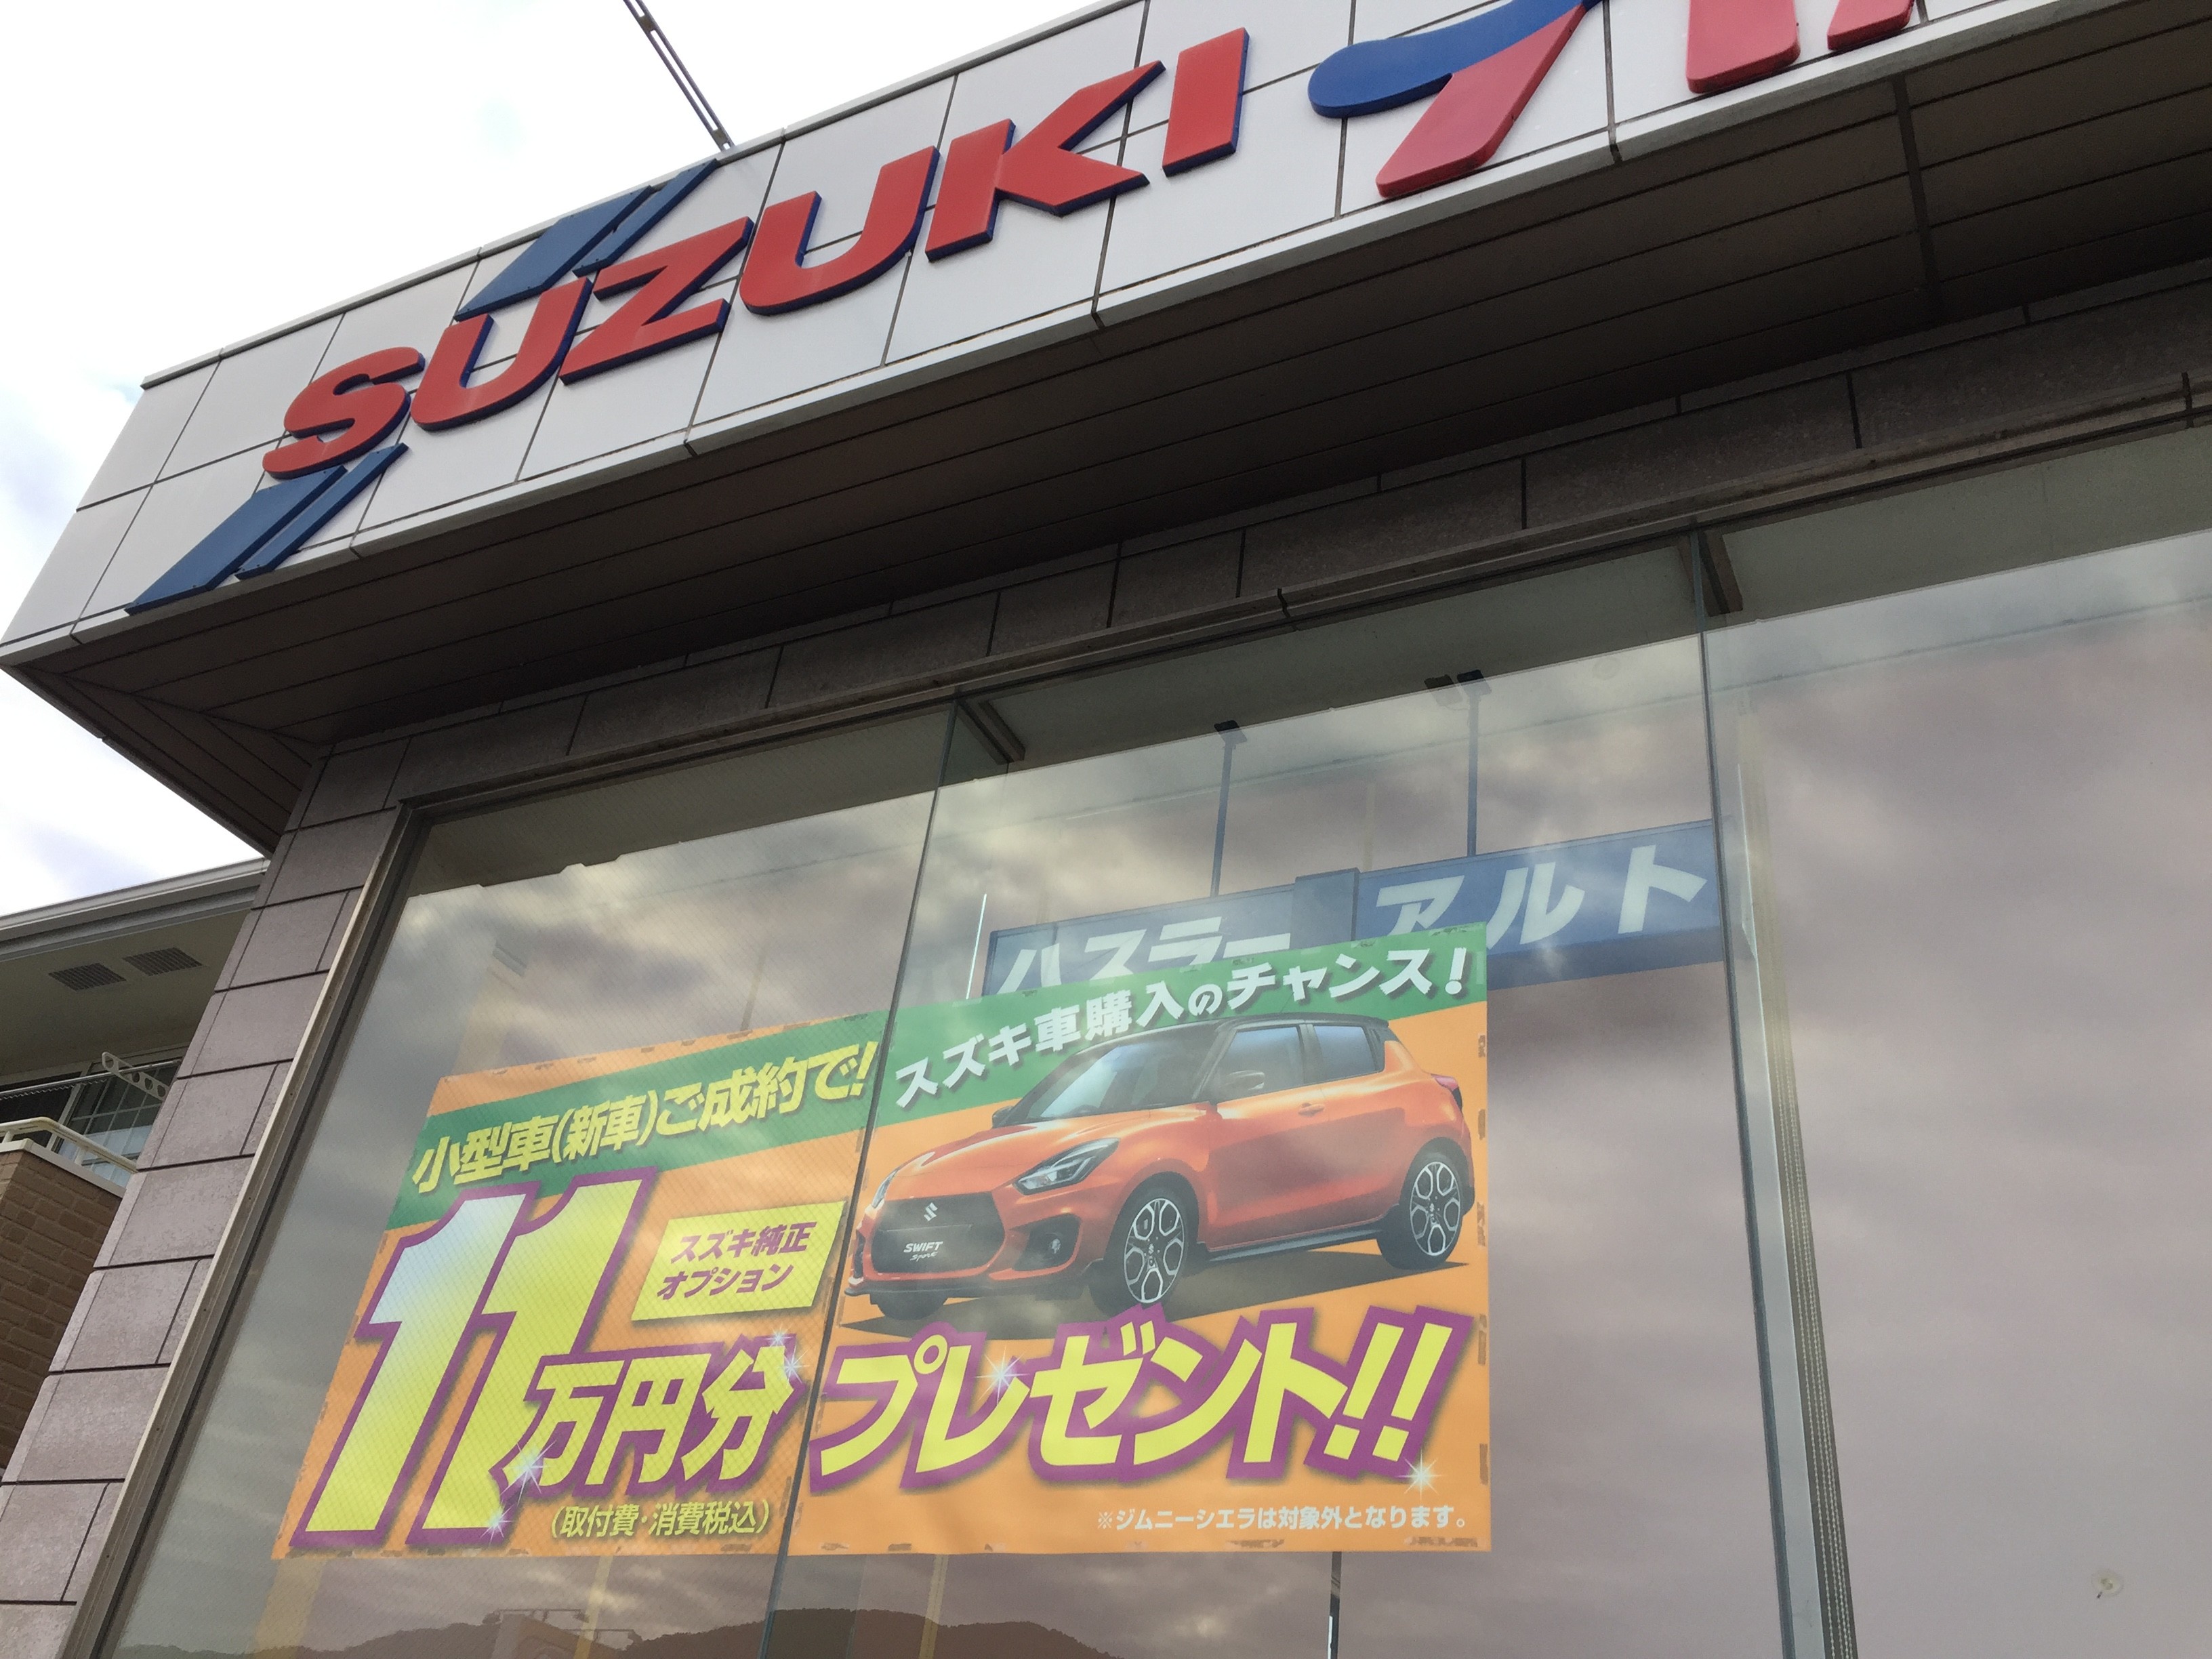 SUZUKI
ハスラー アルト
スズキ車購入のチャンス!
小型車(新車)ご成約で!
11万円分
スズキ純正
オプション
プレゼント!!
(取付費・消費税込)
SWIFT
Sport
※ジムニーシエラは対象外となります。